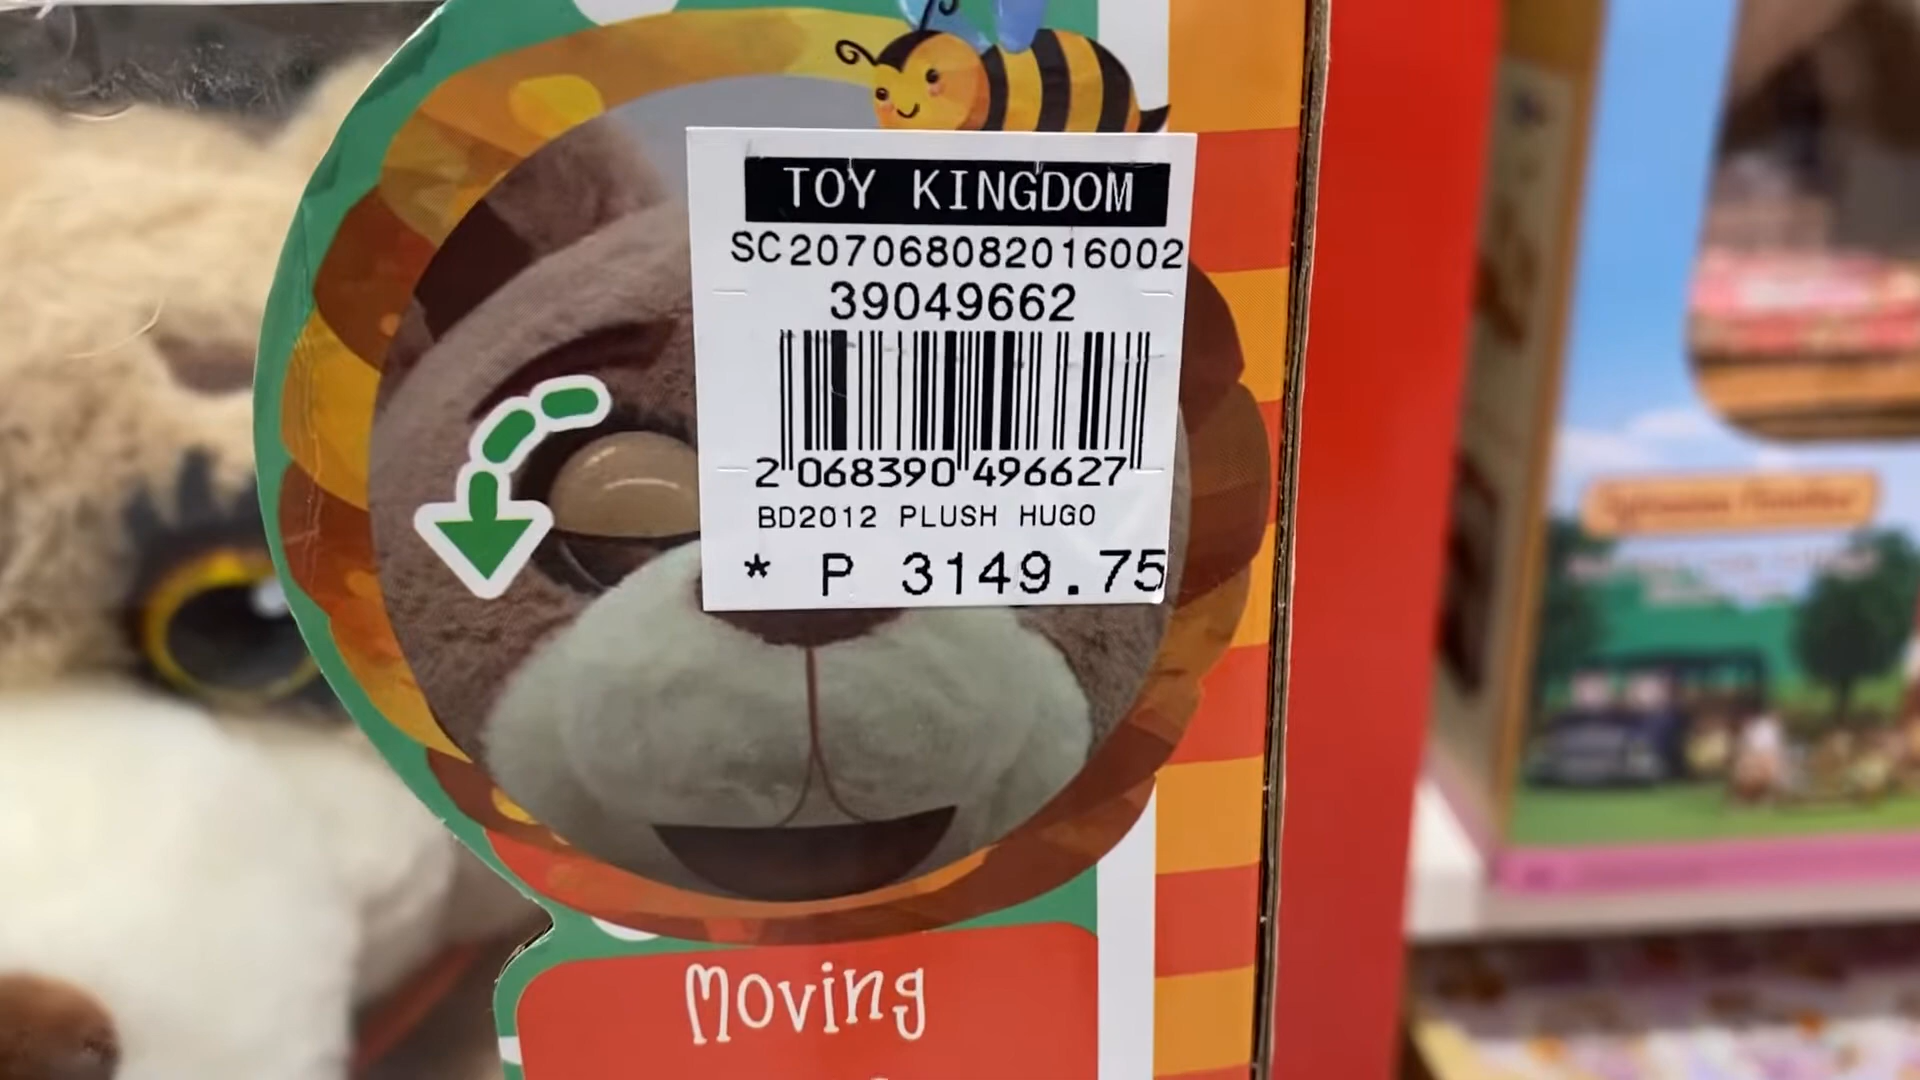 TOY KINGDOM
SC207068082016002
39049662
2 068390 496627
BD2012 PLUSH HUGO
* P 3149.75
Moving